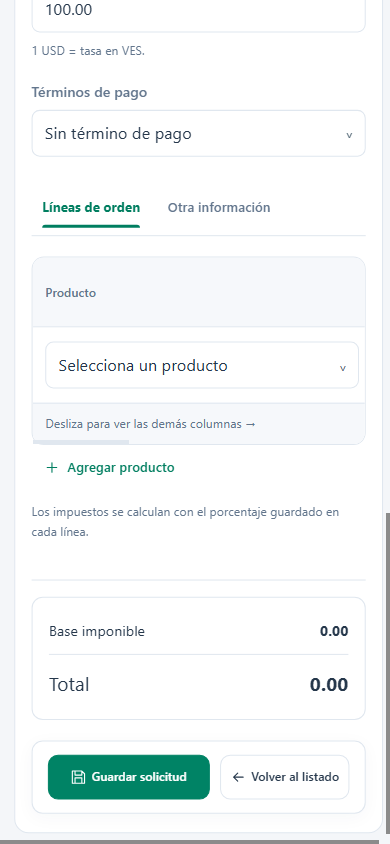 100.00
1 USD = tasa en VES.
Términos de pago
Sin término de pago
Líneas de orden
Otra información
Producto
Selecciona un producto
Desliza para ver las demás columnas →
+ Agregar producto
Los impuestos se calculan con el porcentaje guardado en
cada línea.
Base imponible 0.00
Total 0.00
Guardar solicitud
← Volver al listado